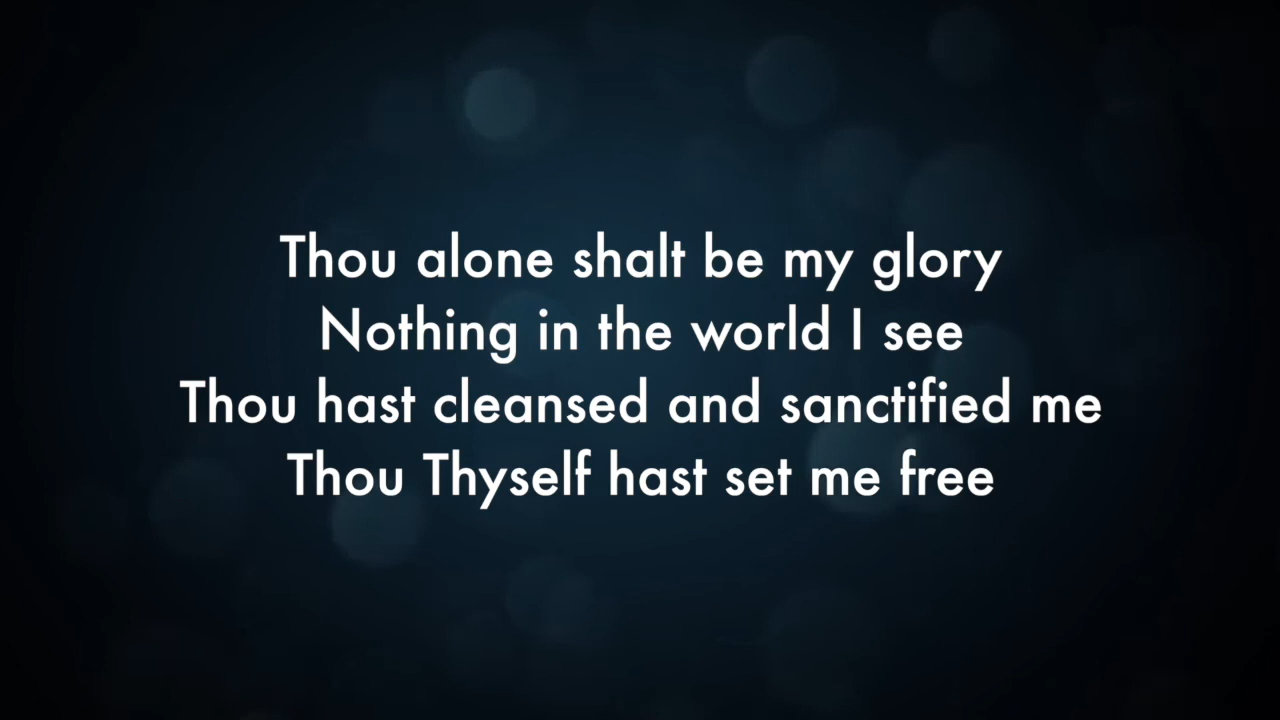 Thou alone shalt be my glory
Nothing in the world I see
Thou hast cleansed and sanctified me
Thou Thyself hast set me free